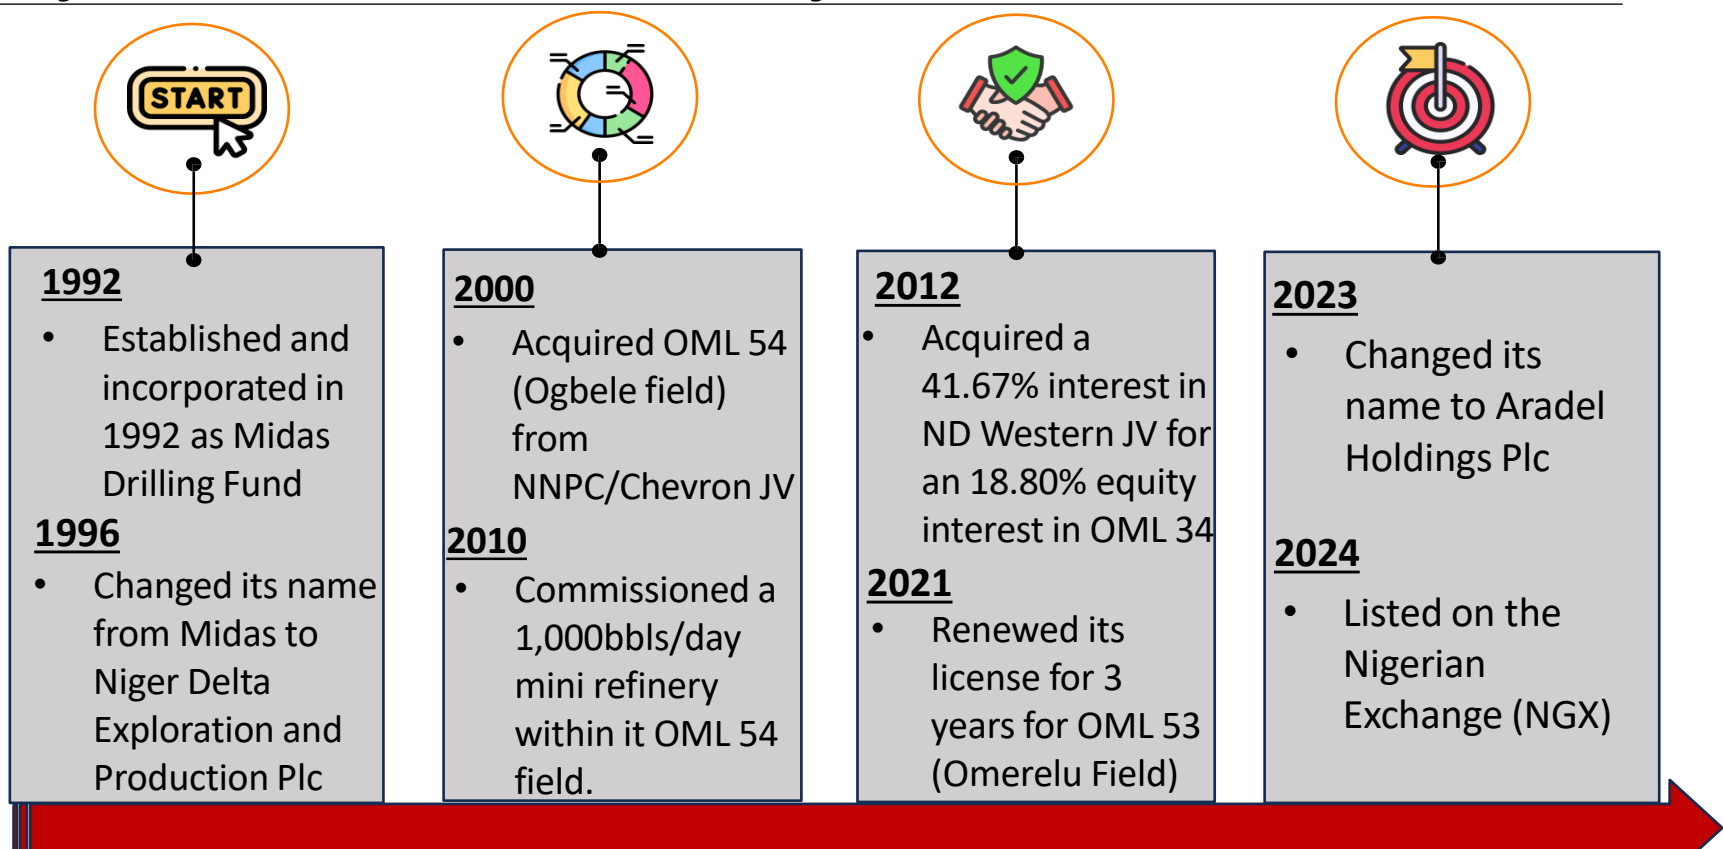 START
1992
• Established and
incorporated in
1992 as Midas
Drilling Fund
1996
• Changed its name
from Midas to
Niger Delta
Exploration and
Production Plc
2000
• Acquired OML 54
(Ogbele field)
from
NNPC/Chevron JV
2010
• Commissioned a
1,000bbls/day
mini refinery
within it OML 54
field.
2012
• Acquired a
41.67% interest in
ND Western JV for
an 18.80% equity
interest in OML 34
2021
• Renewed its
license for 3
years for OML 53
(Omerelu Field)
2023
• Changed its
name to Aradel
Holdings Plc
2024
• Listed on the
Nigerian
Exchange (NGX)